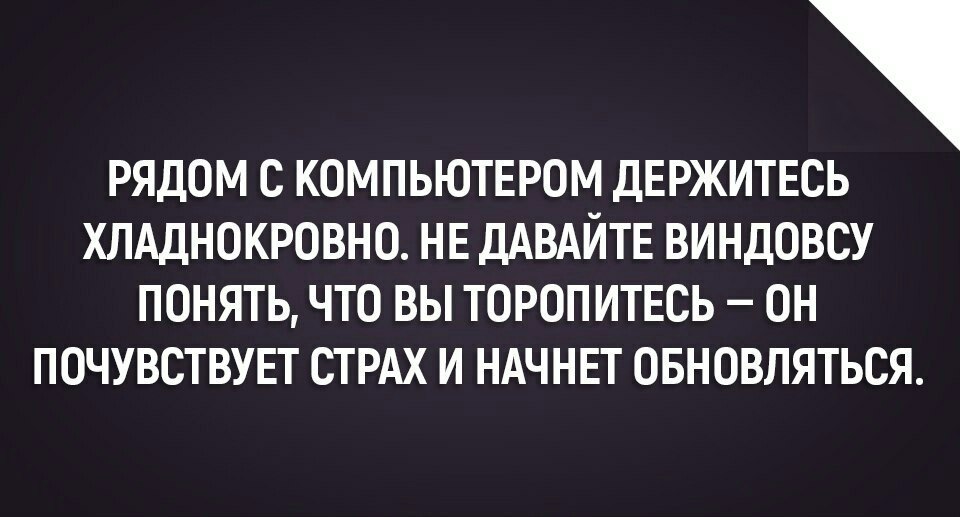 РЯДОМ С КОМПЬЮТЕРОМ ДЕРЖИТЕСЬ
ХЛАДНОКРОВНО. НЕ ДАВАЙТЕ ВИНДОВСУ
ПОНЯТЬ, ЧТО ВЫ ТОРОПИТЕСЬ – ОН
ПОЧУВСТВУЕТ СТРАХ И НАЧНЕТ ОБНОВЛЯТЬСЯ.